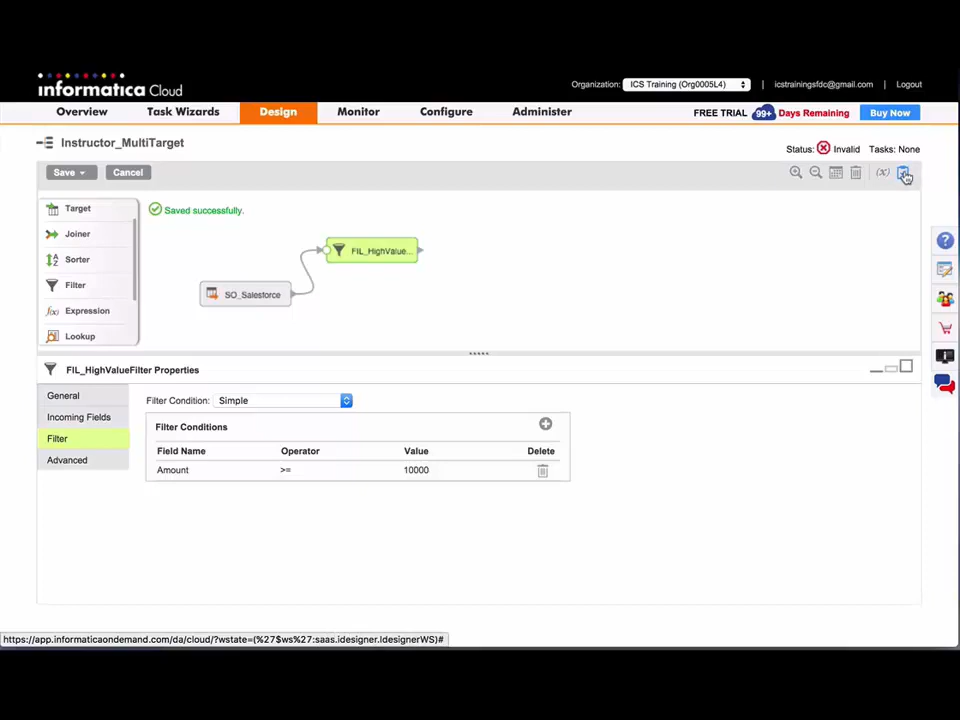 informatica Cloud
Organization: ICS Training (Org0005L4) | icstrainingsfdc@gmail.com | Logout
Overview Task Wizards Design Monitor Configure Administer FREE TRIAL 99+ Days Remaining Buy Now
Instructor_MultiTarget
Status: Invalid Tasks: None
Save Cancel
(x)
Target
Saved successfully.
Joiner
FIL_HighValue...
Sorter
Filter
SO_Salesforce
f(x) Expression
Lookup
FIL_HighValueFilter Properties
General
Filter Condition: Simple
Incoming Fields
Filter Conditions
Filter
Field Name Operator Value Delete
Advanced
Amount >= 10000
https://app.informaticaondemand.com/da/cloud/?wstate=(%27$ws%27:saas.idesigner.IdesignerWS)#